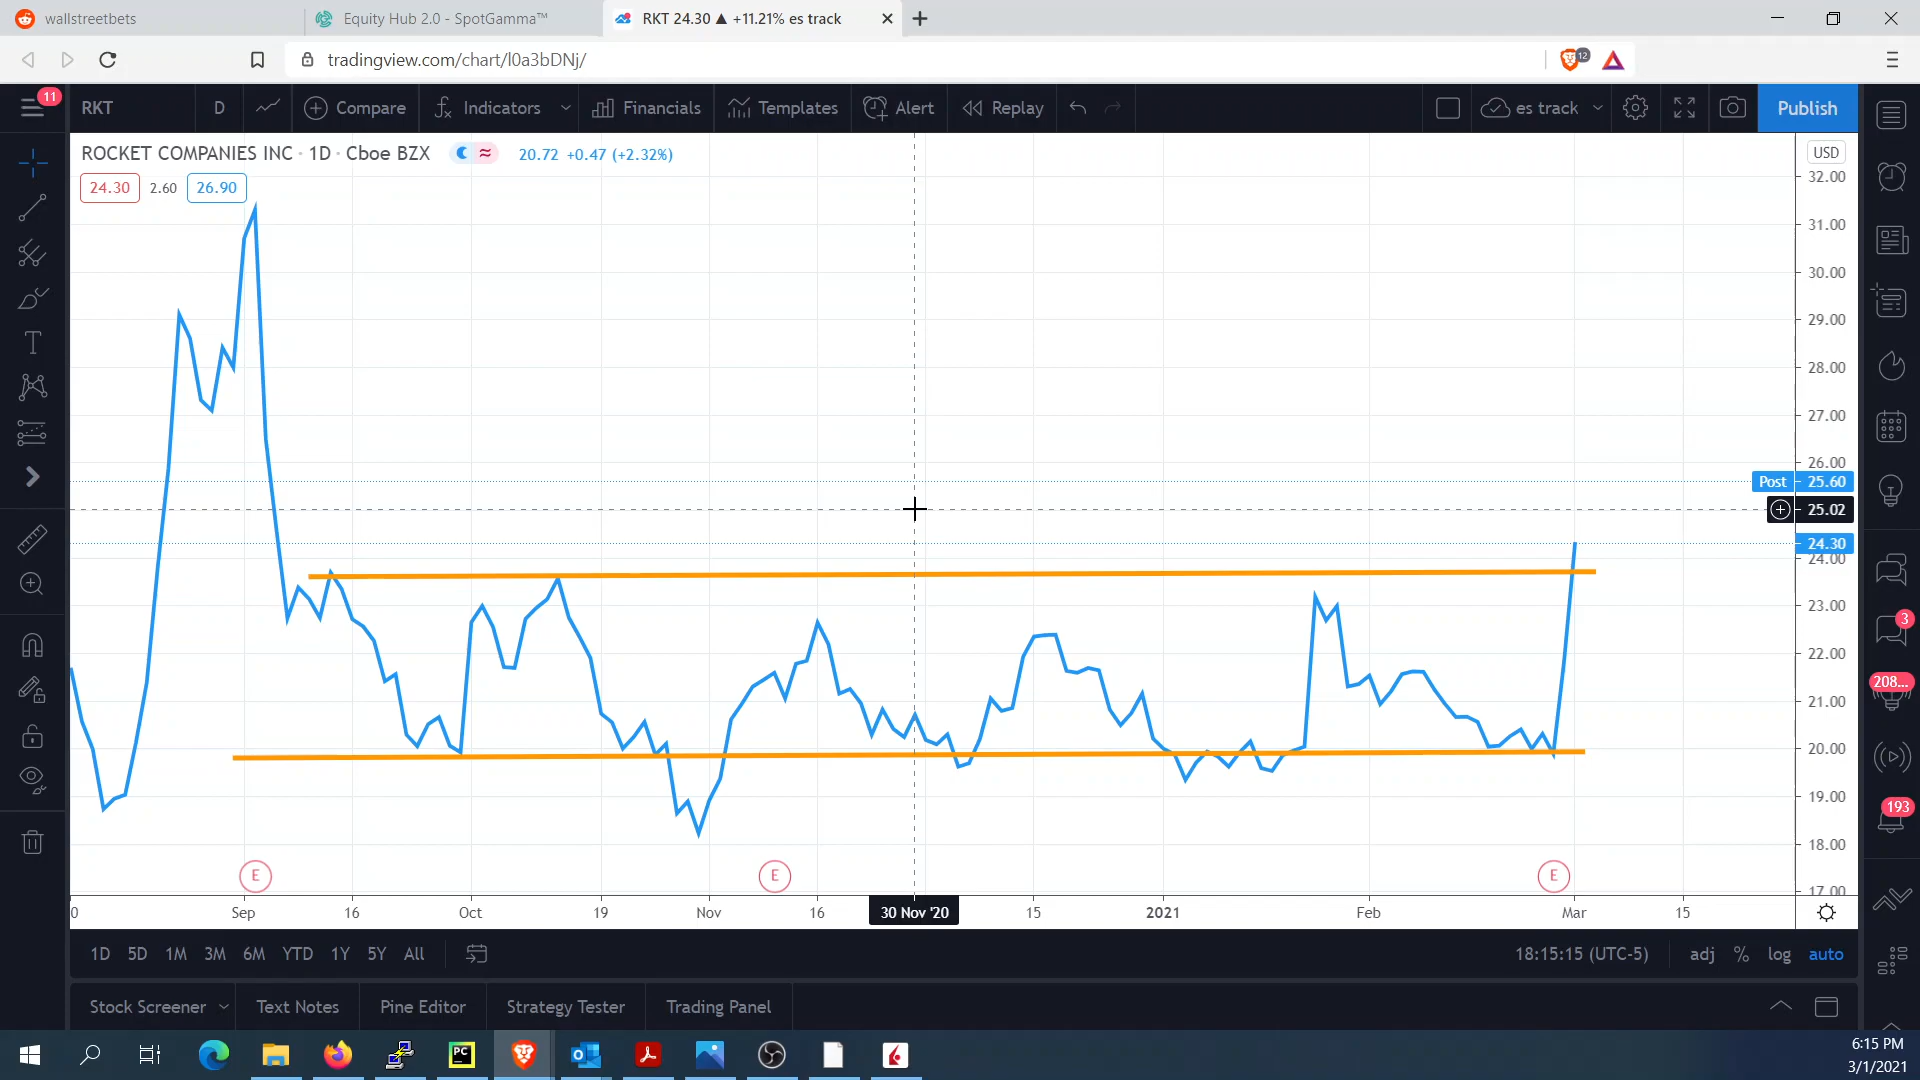 wallstreetbets
Equity Hub 2.0 - SpotGamma™
RKT 24.30 ▲ +11.21% es track
tradingview.com/chart/l0a3bDNj/
12
11
RKT
D
Compare
Indicators
Financials
Templates
Alert
Replay
es track
Publish
ROCKET COMPANIES INC · 1D · Cboe BZX
20.72 +0.47 (+2.32%)
USD
24.30
2.60
26.90
32.00
31.00
30.00
29.00
28.00
27.00
26.00
Post 25.60
25.02
24.30
24.00
23.00
22.00
21.00
20.00
19.00
18.00
17.00
3
208...
193
E
E
E
0
Sep
16
Oct
19
Nov
16
30 Nov '20
15
2021
Feb
Mar
15
1D 5D 1M 3M 6M YTD 1Y 5Y All
18:15:15 (UTC-5)
adj % log auto
Stock Screener
Text Notes
Pine Editor
Strategy Tester
Trading Panel
PC
6:15 PM
3/1/2021